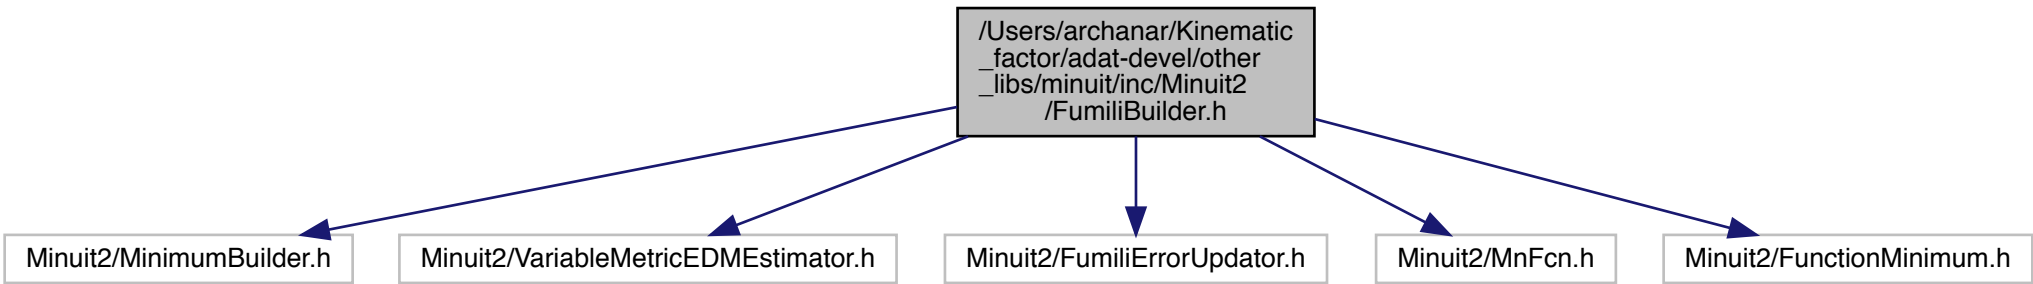 /Users/archanar/Kinematic
_factor/adat-devel/other
_libs/minuit/inc/Minuit2
/FumiliBuilder.h
Minuit2/MinimumBuilder.h
Minuit2/VariableMetricEDMEstimator.h
Minuit2/FumiliErrorUpdator.h
Minuit2/MnFcn.h
Minuit2/FunctionMinimum.h